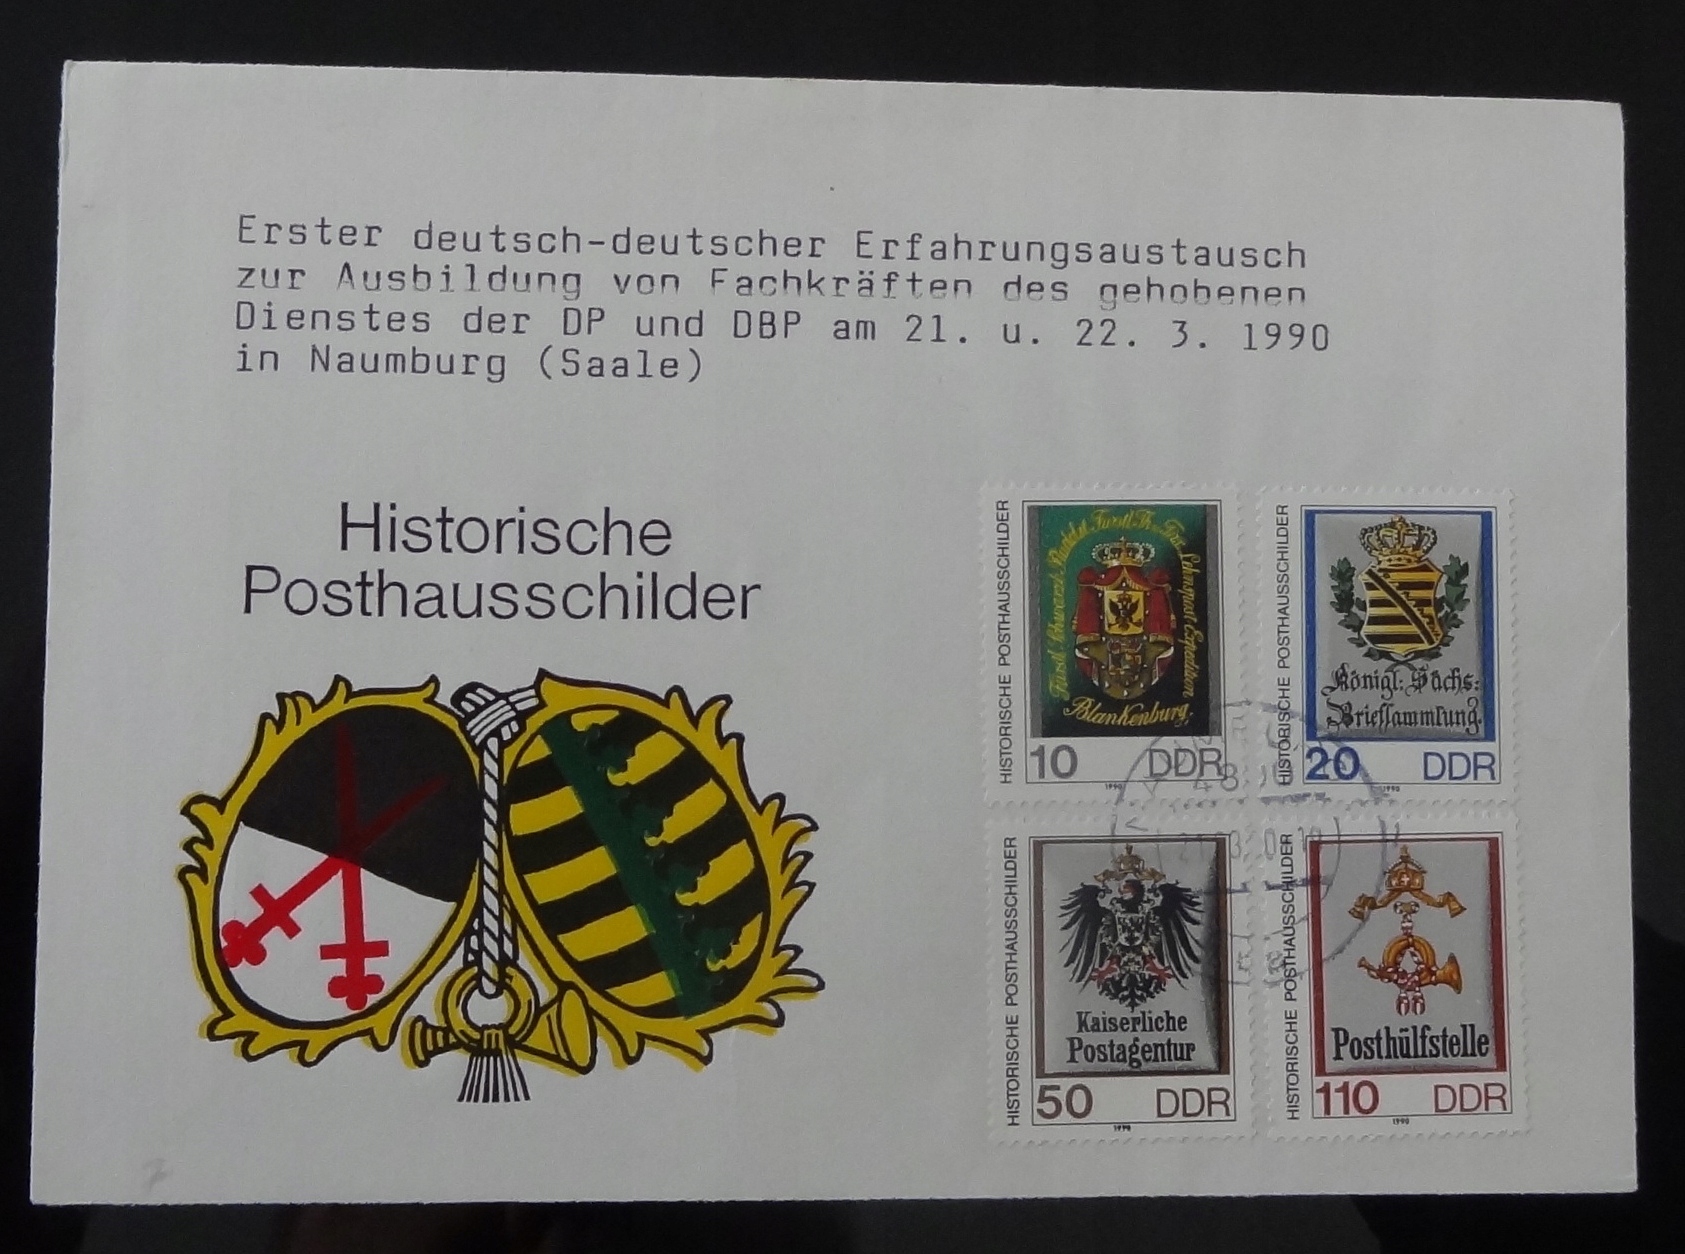 Erster deutsch-deutscher Erfahrungsaustausch
zur Ausbildung von Fachkräften des gehobenen
Dienstes der DP und DBP am 21. u. 22. 3. 1990
in Naumburg (Saale)
Historische
Posthausschilder
HISTORISCHE POSTHAUSSCHILDER
Blankenburg
10 DDR
1990
HISTORISCHE POSTHAUSSCHILDER
Königl: Sächs:
Briefsammlung.
20 DDR
1990
HISTORISCHE POSTHAUSSCHILDER
Kaiserliche
Postagentur
50 DDR
1990
HISTORISCHE POSTHAUSSCHILDER
Posthülfstelle
110 DDR
1990